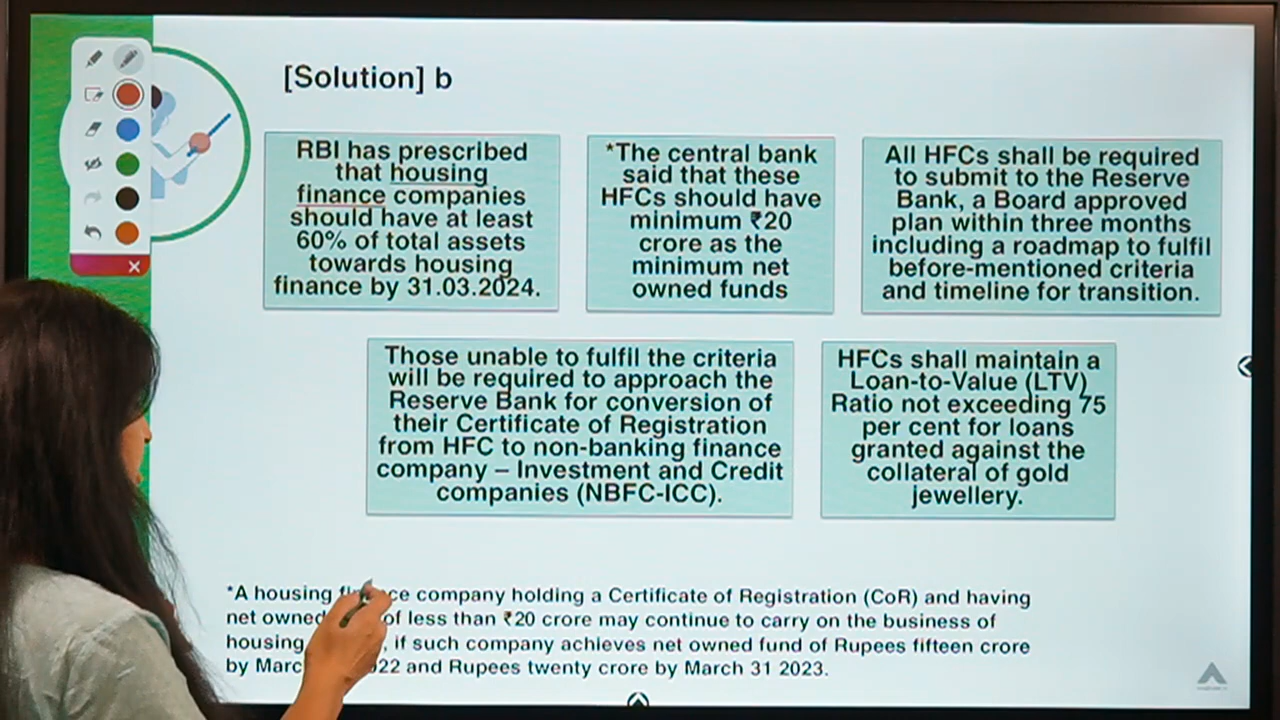 [Solution] b
RBI has prescribed
that housing
finance companies
should have at least
60% of total assets
towards housing
finance by 31.03.2024.
*The central bank
said that these
HFCs should have
minimum ₹20
crore as the
minimum net
owned funds
All HFCs shall be required
to submit to the Reserve
Bank, a Board approved
plan within three months
including a roadmap to fulfil
before-mentioned criteria
and timeline for transition.
Those unable to fulfil the criteria
will be required to approach the
Reserve Bank for conversion of
their Certificate of Registration
from HFC to non-banking finance
company – Investment and Credit
companies (NBFC-ICC).
HFCs shall maintain a
Loan-to-Value (LTV)
Ratio not exceeding 75
per cent for loans
granted against the
collateral of gold
jewellery.
*A housing company holding a Certificate of Registration (CoR) and having
net owned of less than ₹20 crore may continue to carry on the business of
housing , if such company achieves net owned fund of Rupees fifteen crore
by and Rupees twenty crore by March 31 2023.